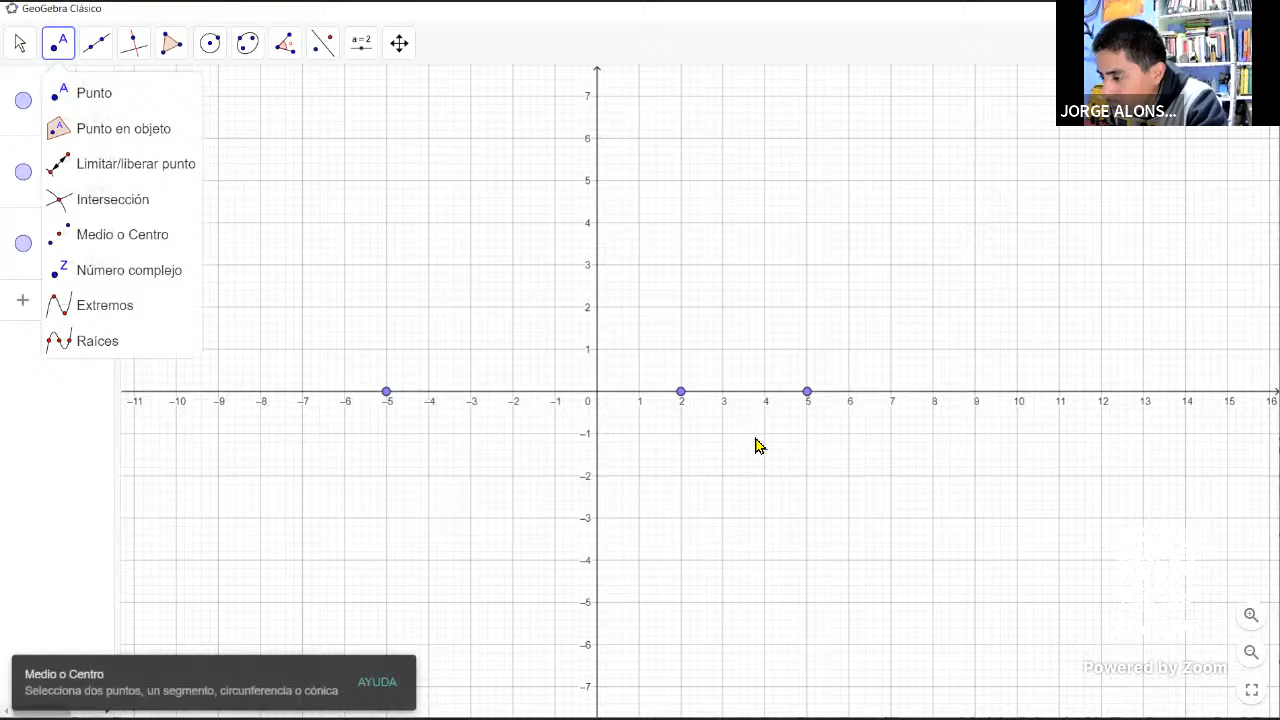 GeoGebra Clásico
A
a=2
JORGE ALONS...
A Punto
A Punto en objeto
Limitar/liberar punto
Intersección
Medio o Centro
Z Número complejo
Extremos
Raíces
+
7
6
5
4
3
2
1
–11 –10 –9 –8 –7 –6 –5 –4 –3 –2 –1 0 1 2 3 4 5 6 7 8 9 10 11 12 13 14 15 16
–1
–2
–3
–4
–5
–6
–7
Medio o Centro
Selecciona dos puntos, un segmento, circunferencia o cónica
AYUDA
Powered by Zoom